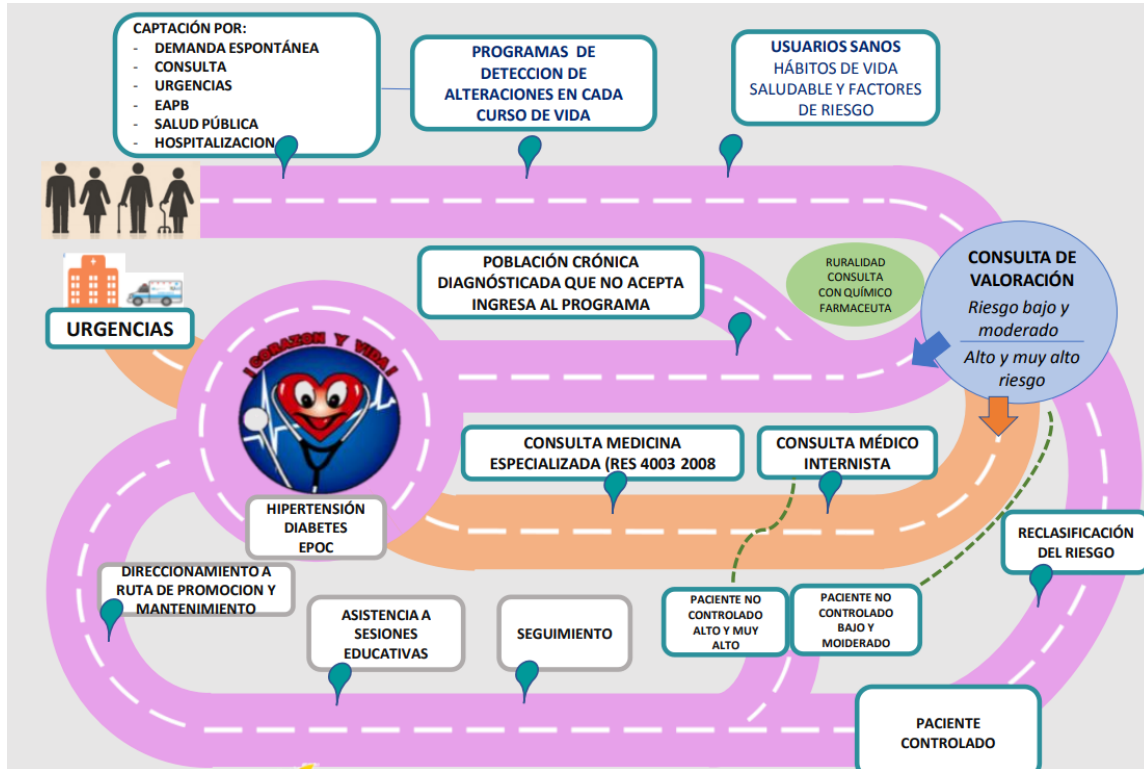 CAPTACIÓN POR:
- DEMANDA ESPONTÁNEA
- CONSULTA
- URGENCIAS
- EAPB
- SALUD PÚBLICA
- HOSPITALIZACION
PROGRAMAS DE
DETECCION DE
ALTERACIONES EN CADA
CURSO DE VIDA
USUARIOS SANOS
HÁBITOS DE VIDA
SALUDABLE Y FACTORES
DE RIESGO
CONSULTA DE
VALORACIÓN
Riesgo bajo y
moderado
Alto y muy alto
riesgo
RURALIDAD
CONSULTA
CON QUÍMICO
FARMACEUTA
POBLACIÓN CRÓNICA
DIAGNÓSTICADA QUE NO ACEPTA
INGRESA AL PROGRAMA
URGENCIAS
¡CORAZON Y VIDA!
HIPERTENSIÓN
DIABETES
EPOC
CONSULTA MEDICINA
ESPECIALIZADA (RES 4003 2008
CONSULTA MÉDICO
INTERNISTA
RECLASIFICACIÓN
DEL RIESGO
DIRECCIONAMIENTO A
RUTA DE PROMOCION Y
MANTENIMIENTO
ASISTENCIA A
SESIONES
EDUCATIVAS
SEGUIMIENTO
PACIENTE NO
CONTROLADO
ALTO Y MUY
ALTO
PACIENTE NO
CONTROLADO
BAJO Y
MOIDERADO
PACIENTE
CONTROLADO